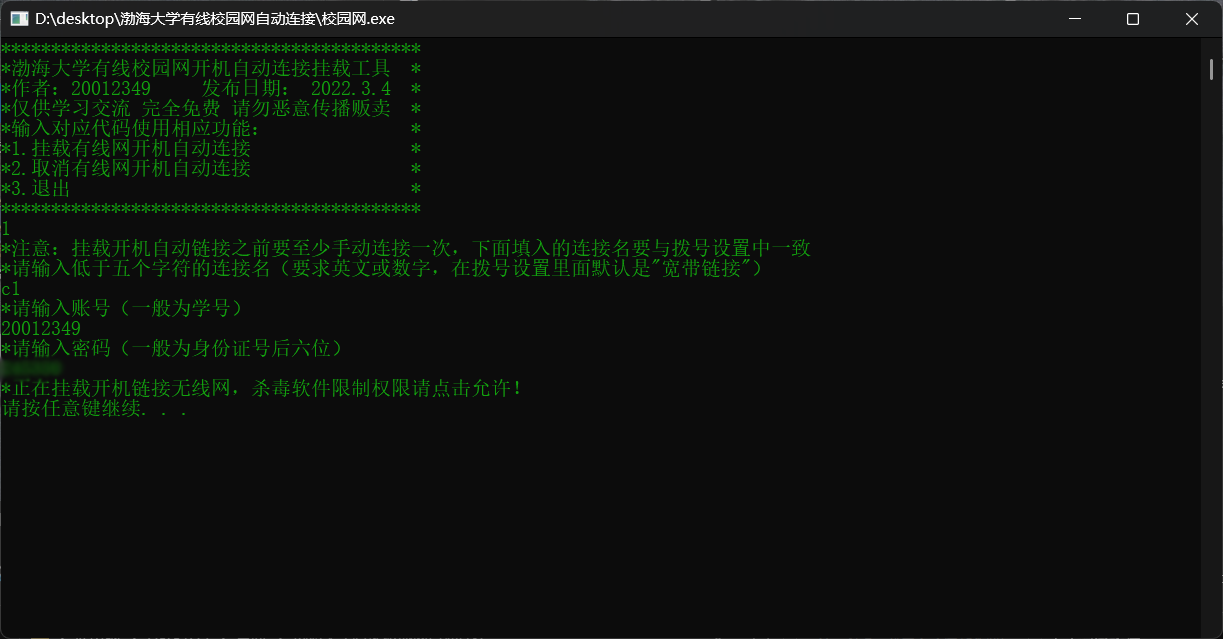 D:\desktop\渤海大学有线校园网自动连接\校园网.exe
******************************************
*渤海大学有线校园网开机自动连接挂载工具  *
*作者: 20012349     发布日期:  2022.3.4  *
*仅供学习交流 完全免费 请勿恶意传播贩卖  *
*输入对应代码使用相应功能:               *
*1.挂载有线网开机自动连接                *
*2.取消有线网开机自动连接                *
*3.退出                                  *
******************************************
1
*注意: 挂载开机自动链接之前要至少手动连接一次，下面填入的连接名要与拨号设置中一致
*请输入低于五个字符的连接名（要求英文或数字，在拨号设置里面默认是"宽带链接"）
c1
*请输入账号（一般为学号）
20012349
*请输入密码（一般为身份证号后六位）
*正在挂载开机链接无线网，杀毒软件限制权限请点击允许!
请按任意键继续. . .